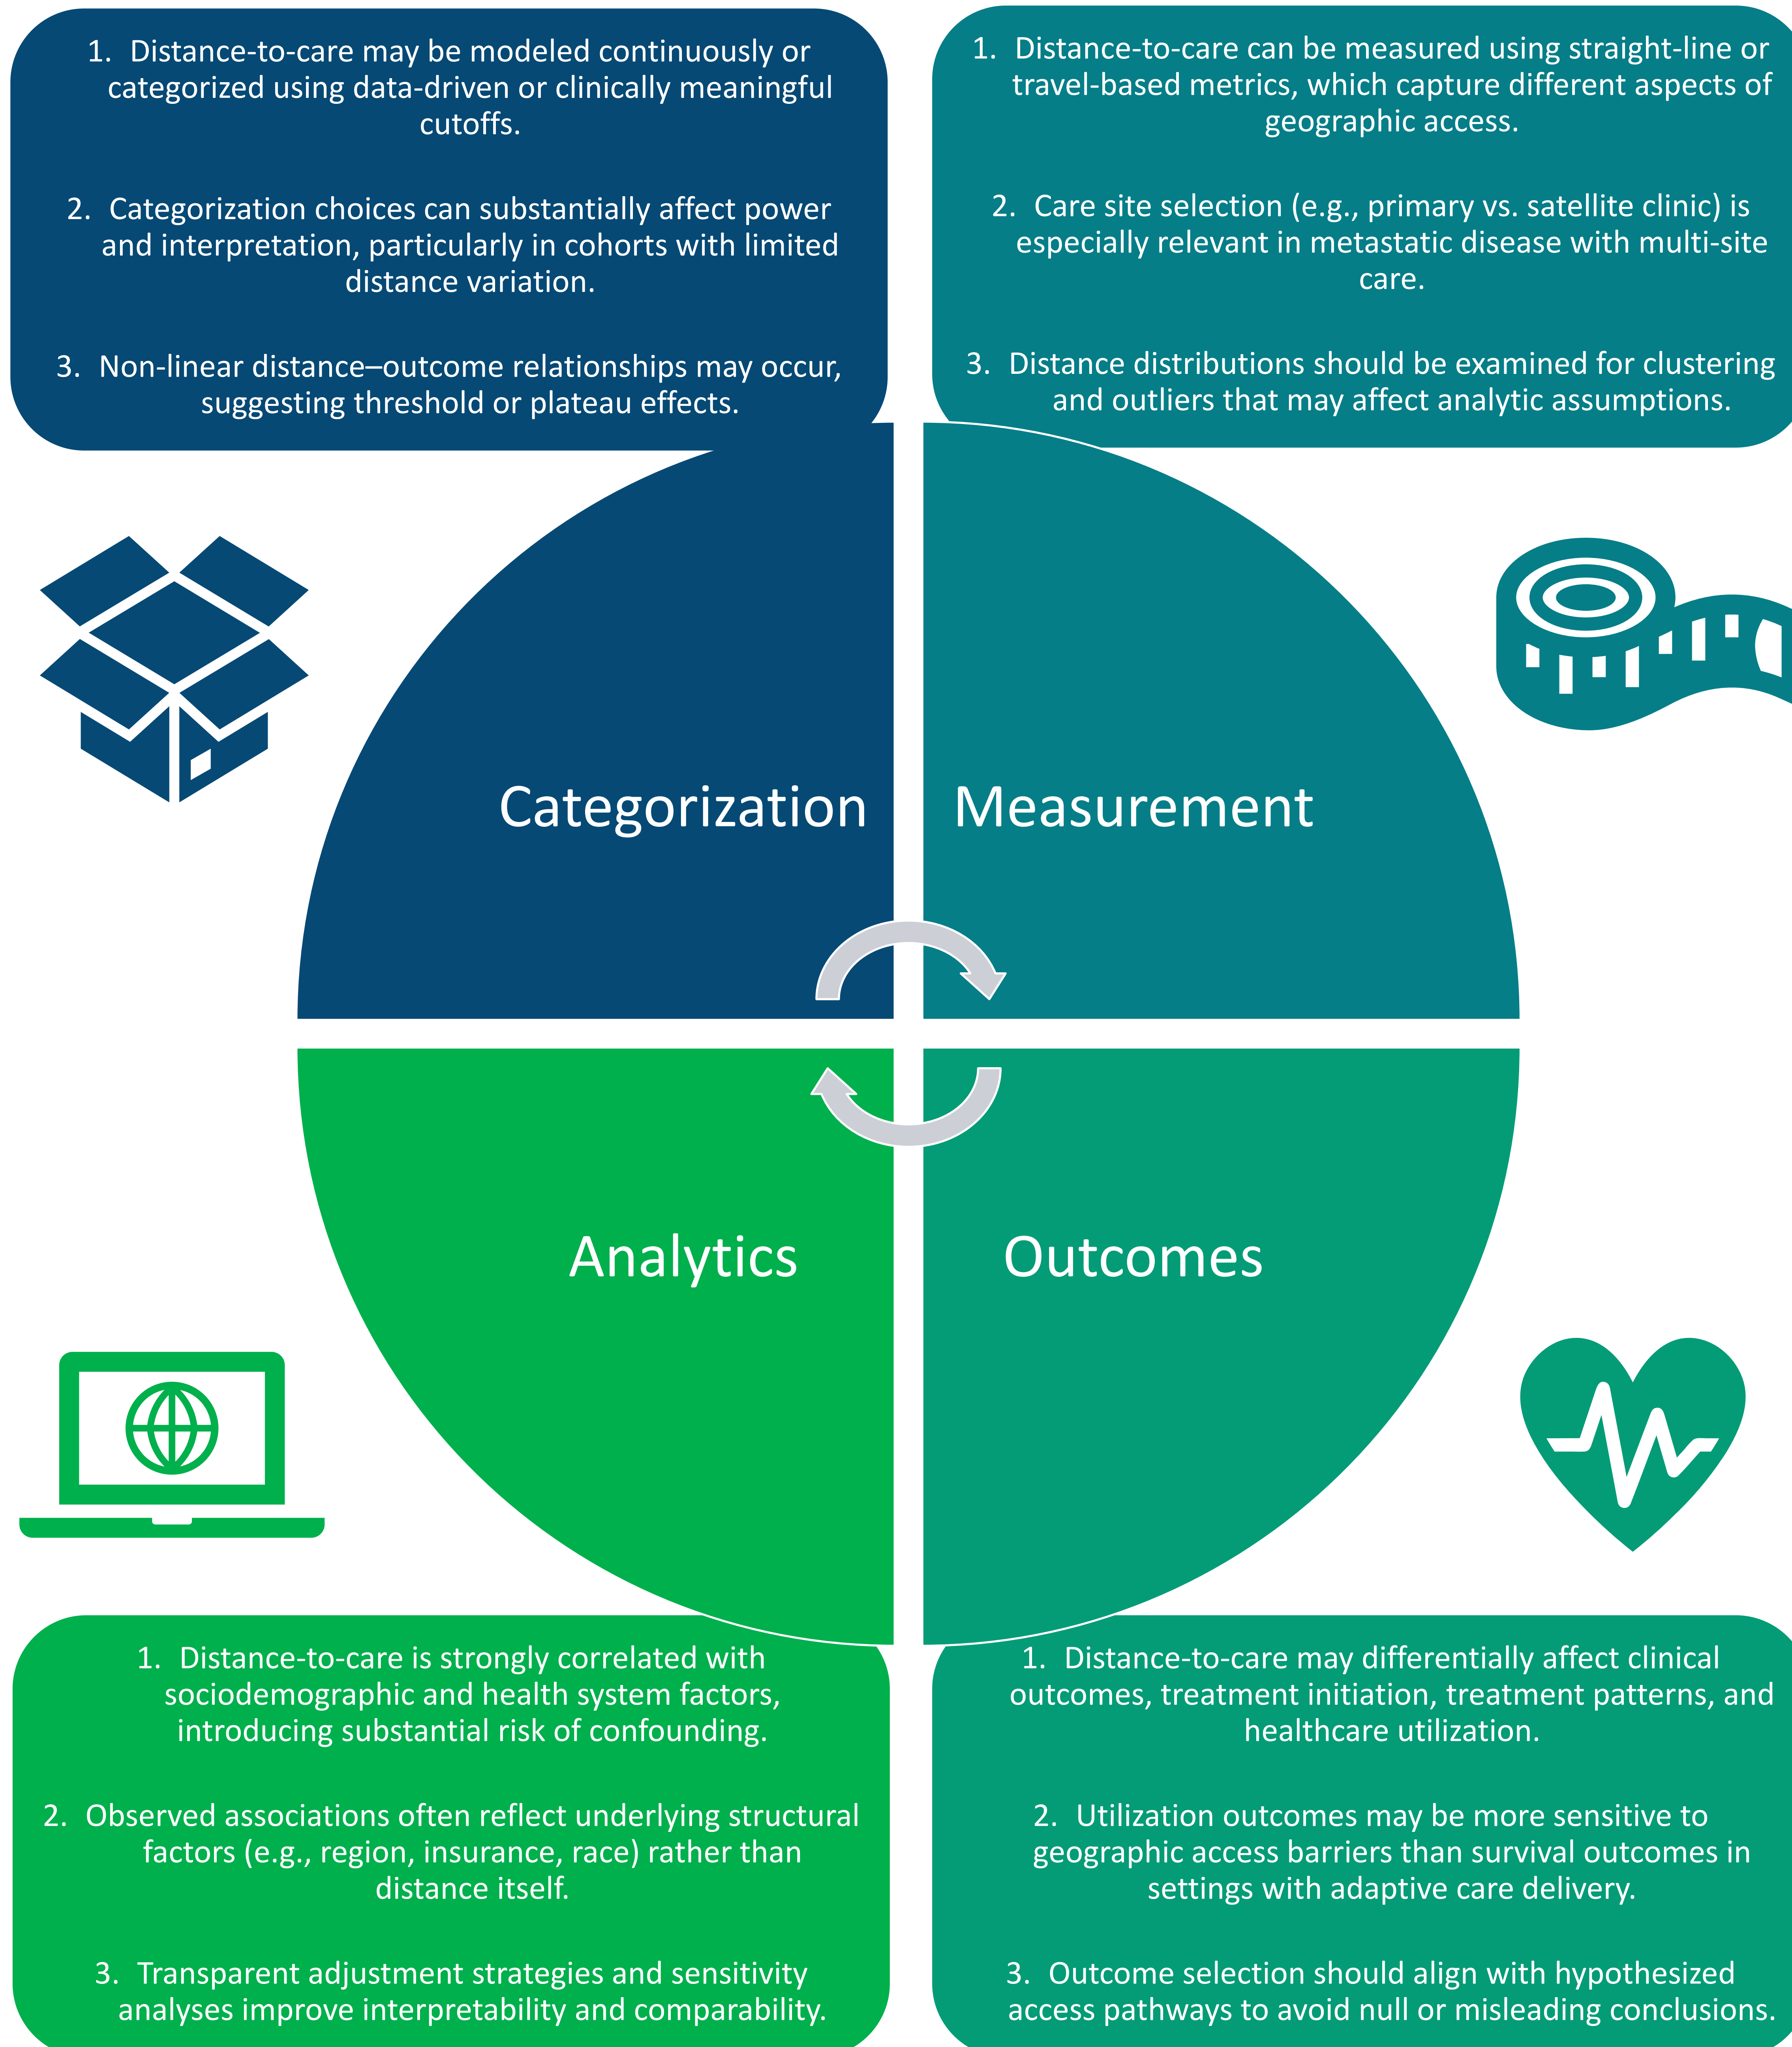 1. Distance-to-care may be modeled continuously or
categorized using data-driven or clinically meaningful
cutoffs.
2. Categorization choices can substantially affect power
and interpretation, particularly in cohorts with limited
distance variation.
3. Non-linear distance–outcome relationships may occur,
suggesting threshold or plateau effects.
1. Distance-to-care can be measured using straight-line or
travel-based metrics, which capture different aspects of
geographic access.
2. Care site selection (e.g., primary vs. satellite clinic) is
especially relevant in metastatic disease with multi-site
care.
3. Distance distributions should be examined for clustering
and outliers that may affect analytic assumptions.
Categorization
Measurement
Analytics
Outcomes
1. Distance-to-care is strongly correlated with
sociodemographic and health system factors,
introducing substantial risk of confounding.
2. Observed associations often reflect underlying structural
factors (e.g., region, insurance, race) rather than
distance itself.
3. Transparent adjustment strategies and sensitivity
analyses improve interpretability and comparability.
1. Distance-to-care may differentially affect clinical
outcomes, treatment initiation, treatment patterns, and
healthcare utilization.
2. Utilization outcomes may be more sensitive to
geographic access barriers than survival outcomes in
settings with adaptive care delivery.
3. Outcome selection should align with hypothesized
access pathways to avoid null or misleading conclusions.